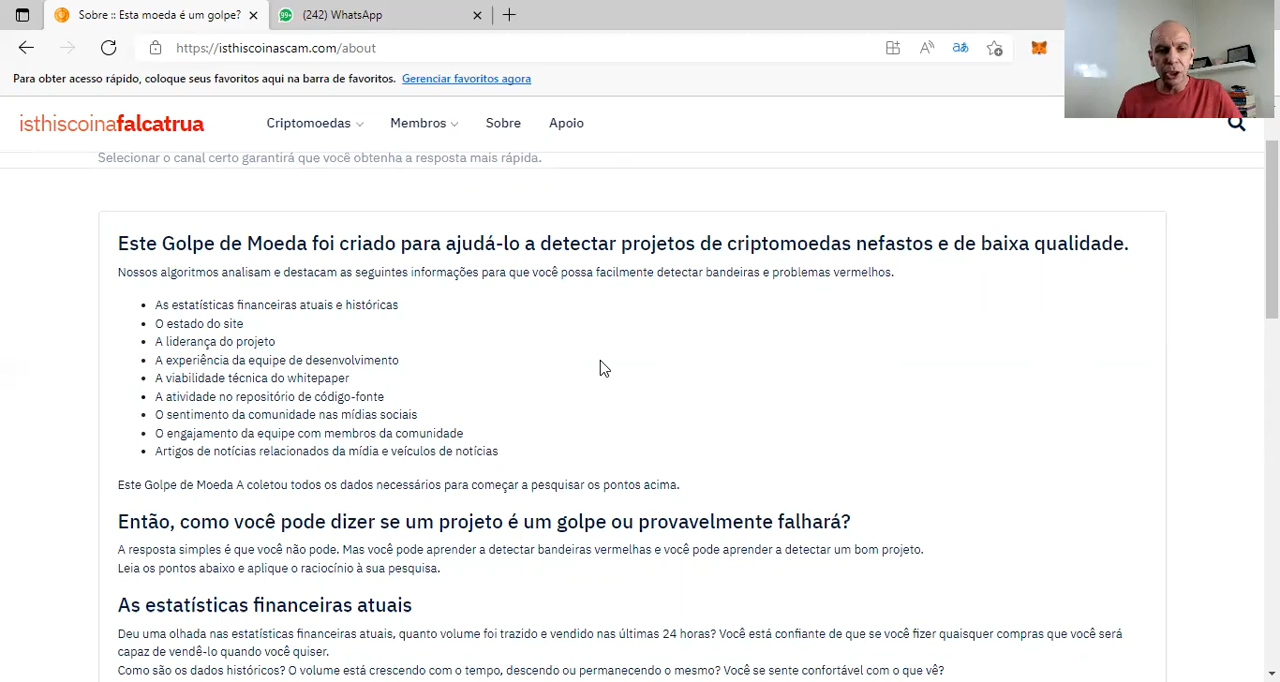 Sobre :: Esta moeda é um golpe?
99+ (242) WhatsApp
https://isthiscoinascam.com/about
Para obter acesso rápido, coloque seus favoritos aqui na barra de favoritos. Gerenciar favoritos agora
isthiscoinafalcatrua Criptomoedas Membros Sobre Apoio
Selecionar o canal certo garantirá que você obtenha a resposta mais rápida.
Este Golpe de Moeda foi criado para ajudá-lo a detectar projetos de criptomoedas nefastos e de baixa qualidade.
Nossos algoritmos analisam e destacam as seguintes informações para que você possa facilmente detectar bandeiras e problemas vermelhos.
• As estatísticas financeiras atuais e históricas
• O estado do site
• A liderança do projeto
• A experiência da equipe de desenvolvimento
• A viabilidade técnica do whitepaper
• A atividade no repositório de código-fonte
• O sentimento da comunidade nas mídias sociais
• O engajamento da equipe com membros da comunidade
• Artigos de notícias relacionados da mídia e veículos de notícias
Este Golpe de Moeda A coletou todos os dados necessários para começar a pesquisar os pontos acima.
Então, como você pode dizer se um projeto é um golpe ou provavelmente falhará?
A resposta simples é que você não pode. Mas você pode aprender a detectar bandeiras vermelhas e você pode aprender a detectar um bom projeto.
Leia os pontos abaixo e aplique o raciocínio à sua pesquisa.
As estatísticas financeiras atuais
Deu uma olhada nas estatísticas financeiras atuais, quanto volume foi trazido e vendido nas últimas 24 horas? Você está confiante de que se você fizer quaisquer compras que você será
capaz de vendê-lo quando você quiser.
Como são os dados históricos? O volume está crescendo com o tempo, descendo ou permanecendo o mesmo? Você se sente confortável com o que vê?